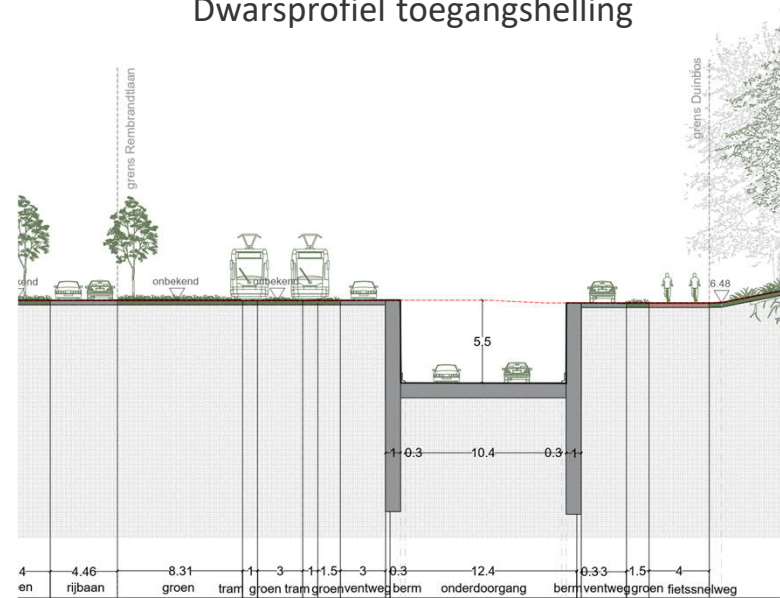 Dwarsprofiel toegangshelling
grens Rembrandtlaan
grens Duinbos
kend
onbekend
onbekend
6.48
5,5
1 0.3 10.4 0.3 1
4 4.46 8.31 1 3 1 1.5 3 0.3 12.4 0.3 3 1.5 4
en rijbaan groen tram groen tram groen ventweg berm onderdoorgang berm ventweg groen fietssnelweg